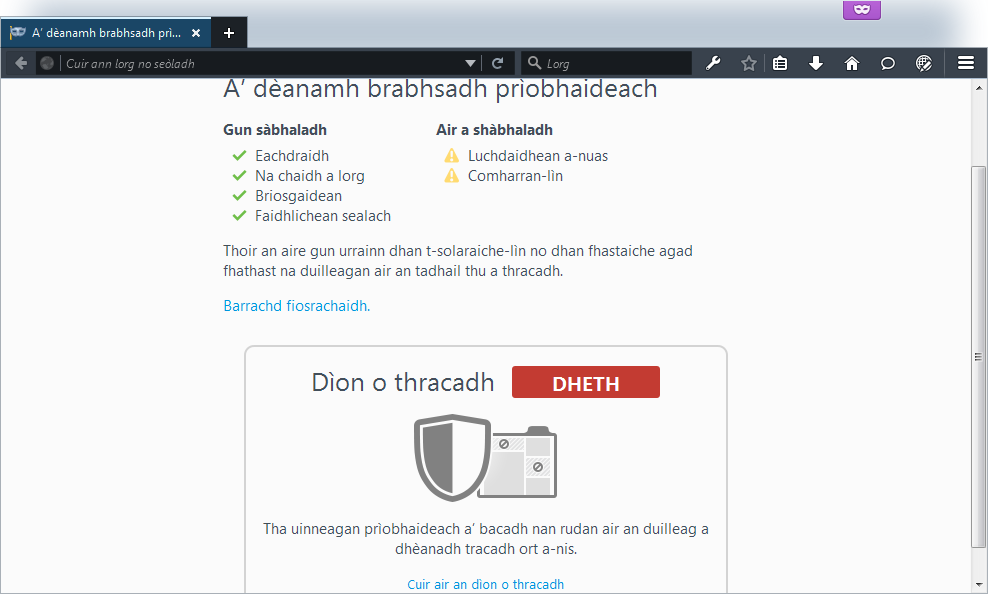 A’ dèanamh brabhsadh prì...
Cuir ann lorg no seòladh
Lorg
A’ dèanamh brabhsadh prìobhaideach
Gun sàbhaladh
Eachdraidh
Na chaidh a lorg
Briosgaidean
Faidhlichean sealach
Air a shàbhaladh
Luchdaidhean a-nuas
Comharran-lìn
Thoir an aire gun urrainn dhan t-solaraiche-lìn no dhan fhastaiche agad
fhathast na duilleagan air an tadhail thu a thracadh.
Barrachd fiosrachaidh.
Dìon o thracadh
DHETH
Tha uinneagan prìobhaideach a’ bacadh nan rudan air an duilleag a
dhèanadh tracadh ort a-nis.
Cuir air an dìon o thracadh